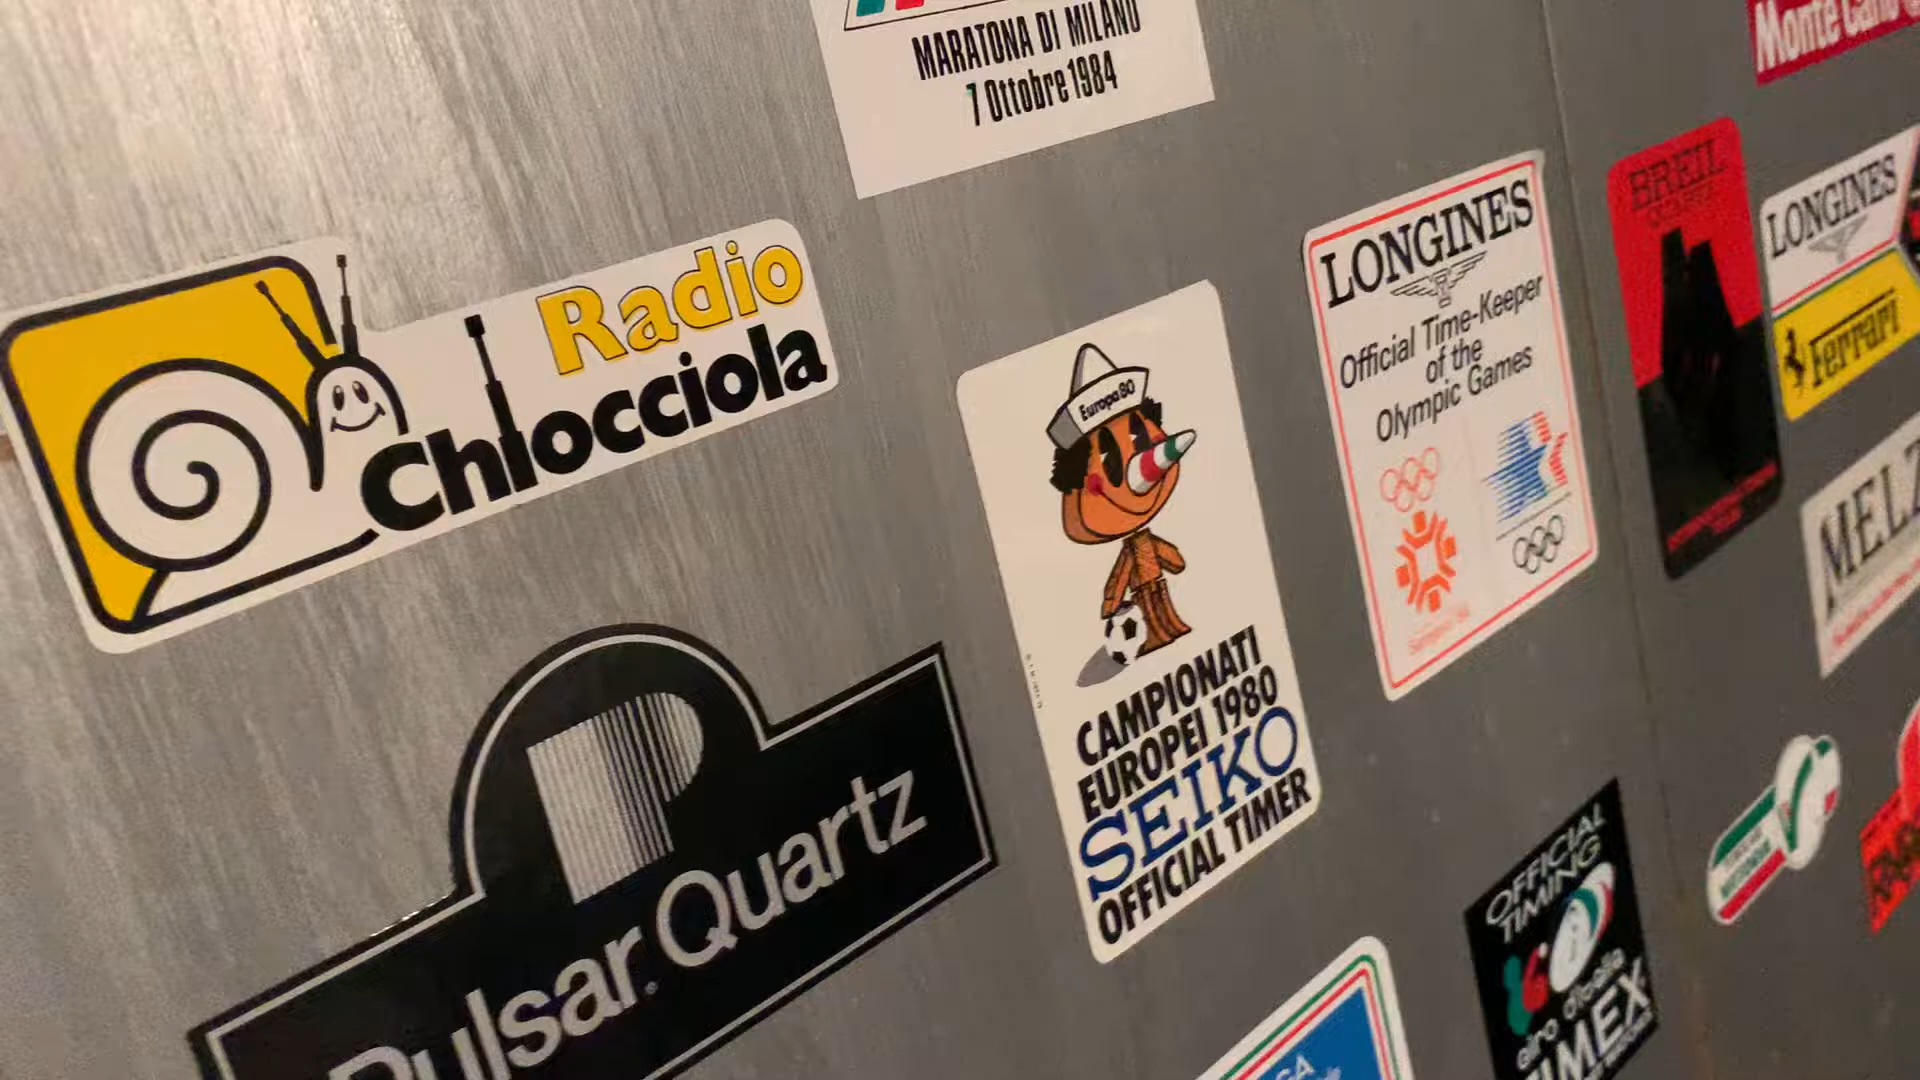 MARATONA DI MILANO
7 Ottobre 1984
Monte Carlo
Radio
Chiocciola
Pulsar Quartz
Europa 80
CAMPIONATI
EUROPEI 1980
SEIKO
OFFICIAL TIMER
LONGINES
Official Time-Keeper
of the
Olympic Games
BREIL
QUARTZ
LONGINES
Ferrari
MELZ
OFFICIAL
TIMING
giro d'italia
TIMEX